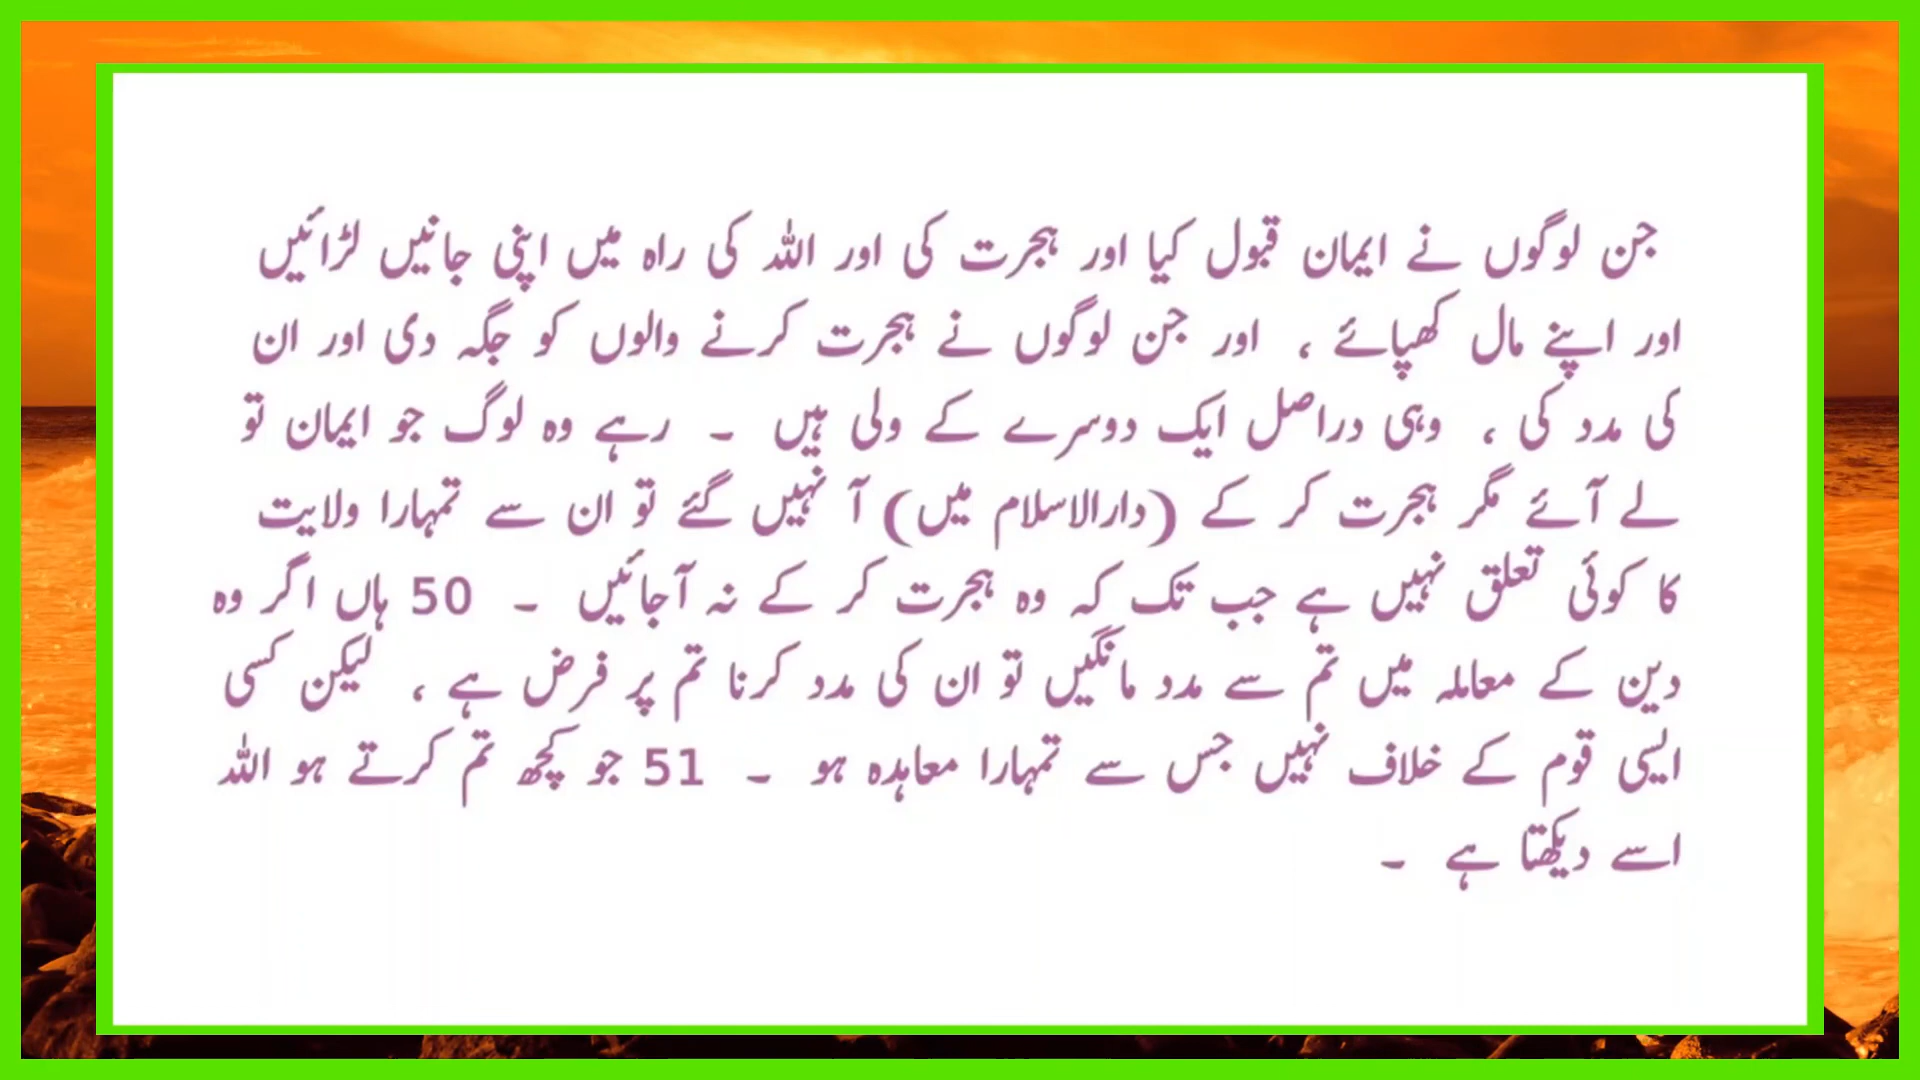 جن لوگوں نے ایمان قبول کیا اور ہجرت کی اور اللہ کی راہ میں اپنی جانیں لڑائیں
اور اپنے مال کھپائے ، اور جن لوگوں نے ہجرت کرنے والوں کو جگہ دی اور ان
کی مدد کی ، وہی دراصل ایک دوسرے کے ولی ہیں ۔ رہے وہ لوگ جو ایمان تو
لے آئے مگر ہجرت کر کے (دارالاسلام میں) آ نہیں گئے تو ان سے تمہارا ولایت
کا کوئی تعلق نہیں ہے جب تک کہ وہ ہجرت کر کے نہ آجائیں ۔ 50 ہاں اگر وہ
دین کے معاملہ میں تم سے مدد مانگیں تو ان کی مدد کرنا تم پر فرض ہے ، لیکن کسی
ایسی قوم کے خلاف نہیں جس سے تمہارا معاہدہ ہو ۔ 51 جو کچھ تم کرتے ہو اللہ
اسے دیکھتا ہے ۔